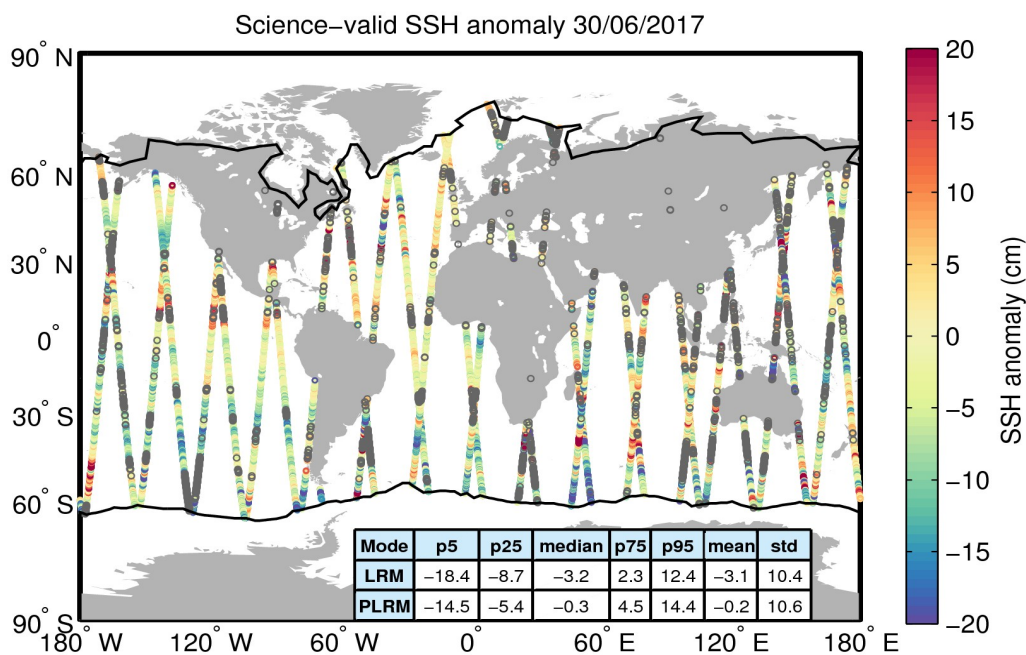 Science−valid SSH anomaly 30/06/2017
90° N
60° N
30° N
0°
30° S
60° S
90° S
180° W 120° W 60° W 0° 60° E 120° E 180° E
Mode p5 p25 median p75 p95 mean std
LRM −18.4 −8.7 −3.2 2.3 12.4 −3.1 10.4
PLRM −14.5 −5.4 −0.3 4.5 14.4 −0.2 10.6
20
15
10
5
0
−5
−10
−15
−20
SSH anomaly (cm)